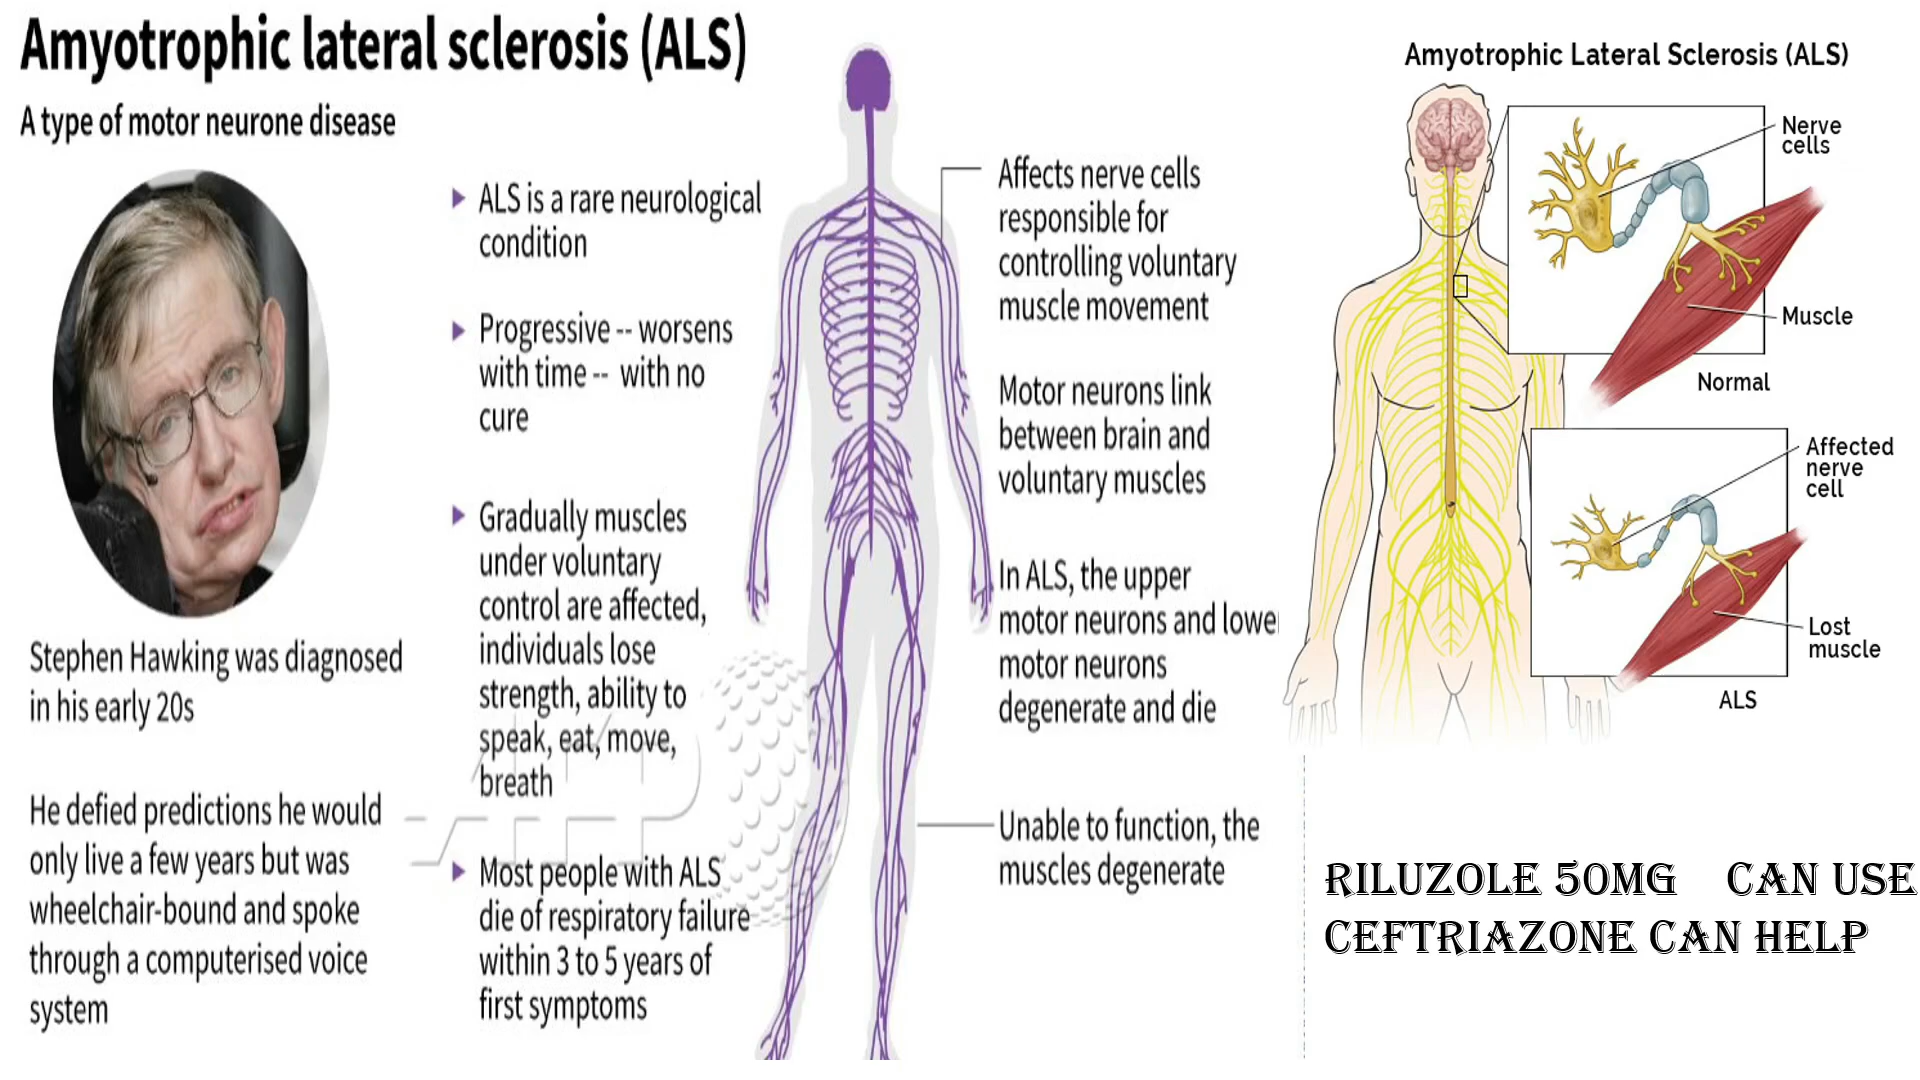 Amyotrophic lateral sclerosis (ALS)
A type of motor neurone disease
Stephen Hawking was diagnosed
in his early 20s
He defied predictions he would
only live a few years but was
wheelchair-bound and spoke
through a computerised voice
system
ALS is a rare neurological
condition
Progressive -- worsens
with time -- with no
cure
Gradually muscles
under voluntary
control are affected,
individuals lose
strength, ability to
speak, eat, move,
breath
Most people with ALS
die of respiratory failure
within 3 to 5 years of
first symptoms
AFP
Affects nerve cells
responsible for
controlling voluntary
muscle movement
Motor neurons link
between brain and
voluntary muscles
In ALS, the upper
motor neurons and lowe
motor neurons
degenerate and die
Unable to function, the
muscles degenerate
Amyotrophic Lateral Sclerosis (ALS)
Nerve
cells
Muscle
Normal
Affected
nerve
cell
Lost
muscle
ALS
RILUZOLE 50MG CAN USE
CEFTRIAZONE CAN HELP